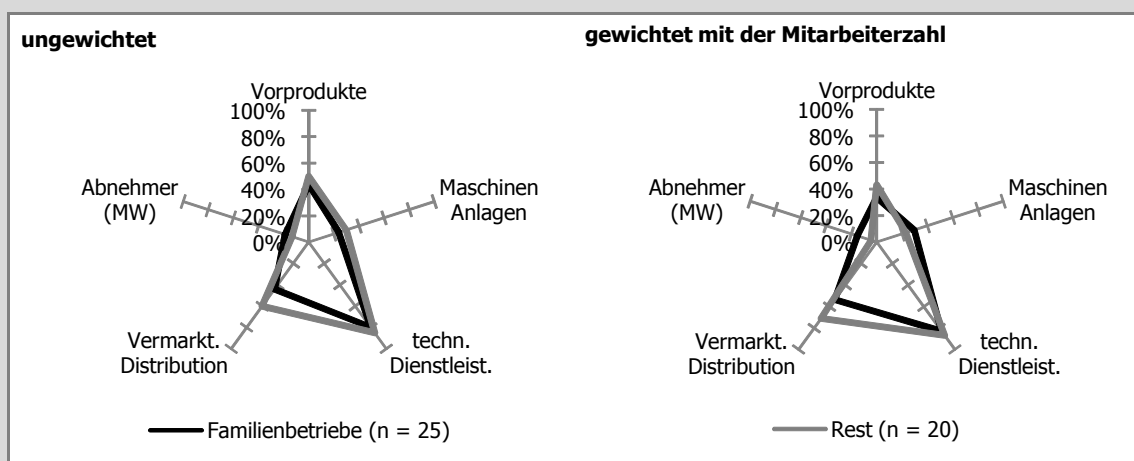 ungewichtet
Vorprodukte
100%
80%
60%
40%
20%
0%
Abnehmer
(MW)
Maschinen
Anlagen
Vermarkt.
Distribution
techn.
Dienstleist.
gewichtet mit der Mitarbeiterzahl
Vorprodukte
100%
80%
60%
40%
20%
0%
Abnehmer
(MW)
Maschinen
Anlagen
Vermarkt.
Distribution
techn.
Dienstleist.
Familienbetriebe (n = 25)
Rest (n = 20)